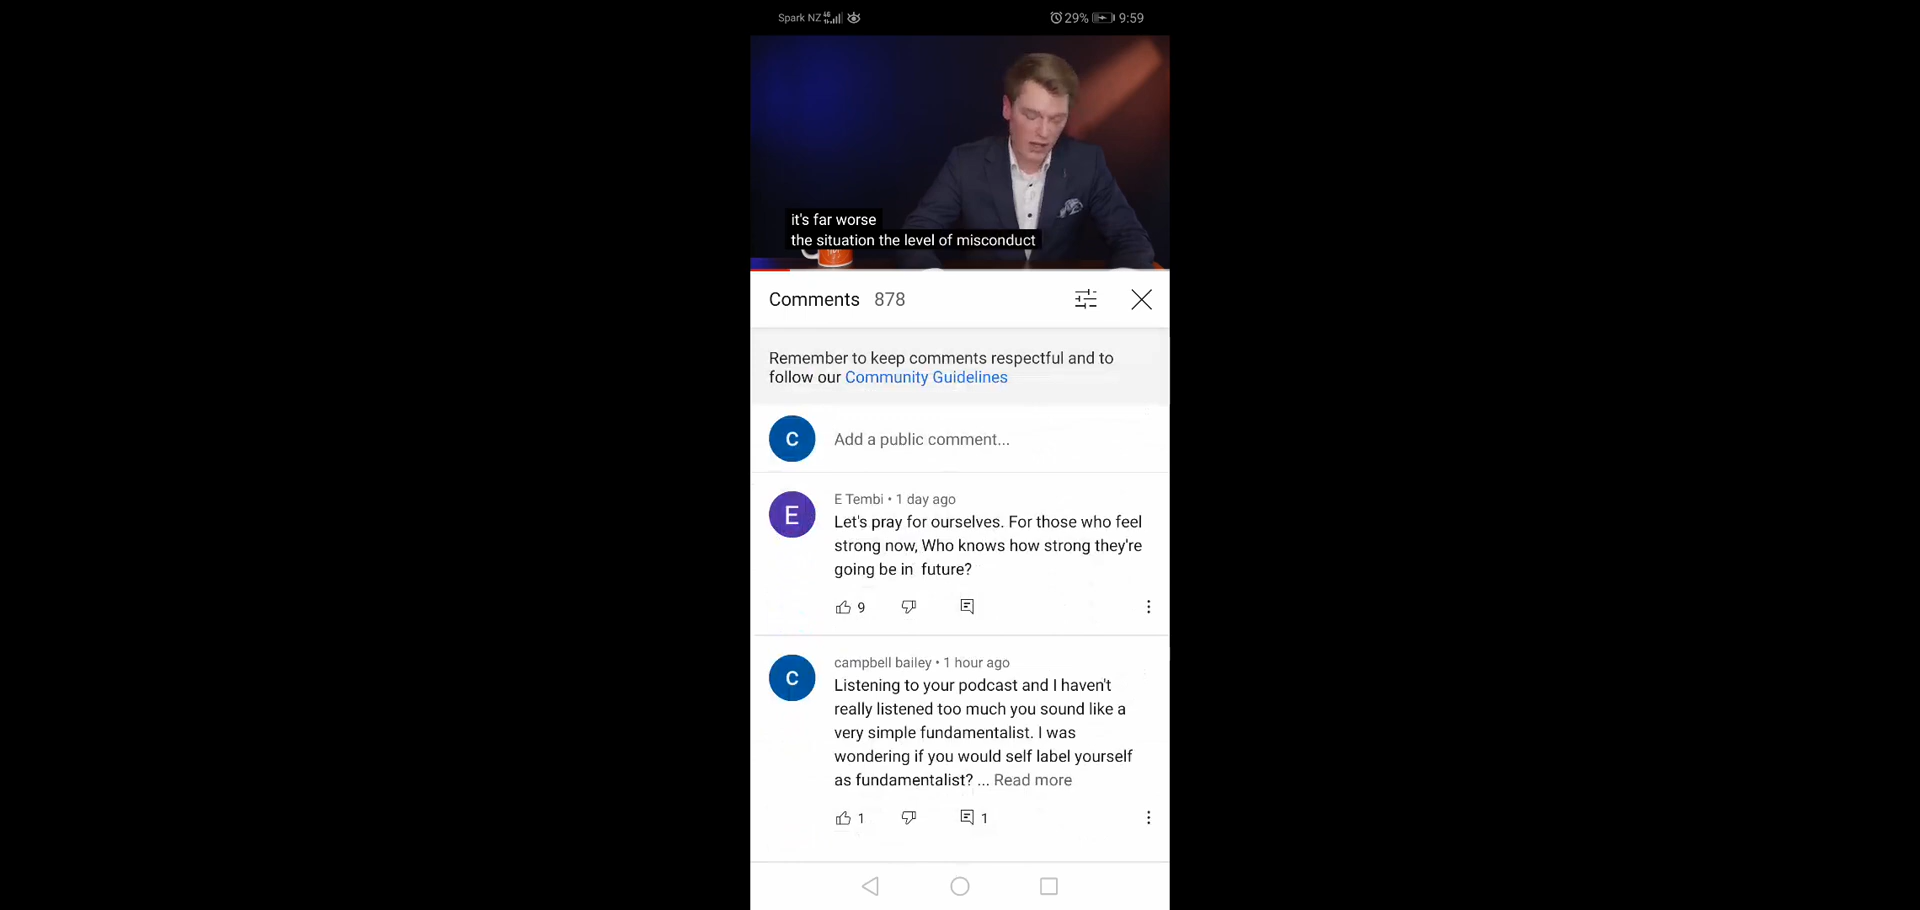 Spark NZ 4G 29% 9:59
it's far worse
the situation the level of misconduct
Comments 878
Remember to keep comments respectful and to
follow our Community Guidelines
C Add a public comment...
E Tembi • 1 day ago
E
Let's pray for ourselves. For those who feel
strong now, Who knows how strong they're
going be in future?
9
campbell bailey • 1 hour ago
C
Listening to your podcast and I haven't
really listened too much you sound like a
very simple fundamentalist. I was
wondering if you would self label yourself
as fundamentalist? ... Read more
1 1